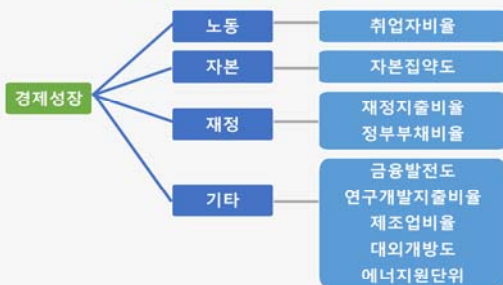 경제성장
노동
취업자비율
자본
자본집약도
재정
재정지출비율
정부부채비율
기타
금융발전도
연구개발지출비율
제조업비율
대외개방도
에너지원단위